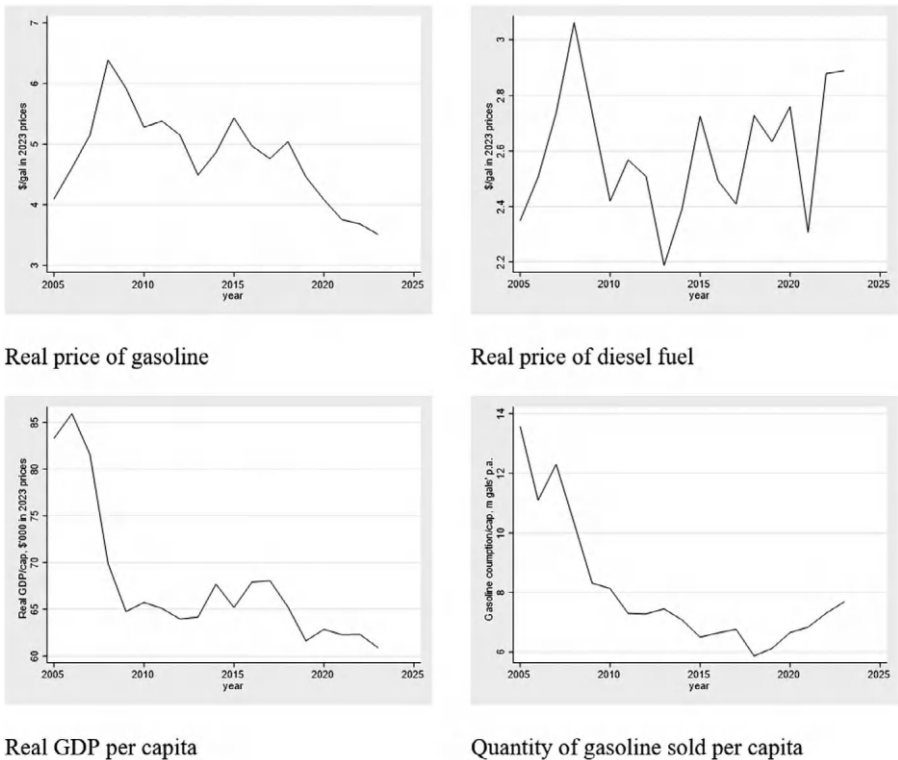 $/gal in 2023 prices
7
6
5
4
3
2005 2010 2015 2020 2025
year
Real price of gasoline
$/gal in 2023 prices
3
2.8
2.6
2.4
2.2
2005 2010 2015 2020 2025
year
Real price of diesel fuel
Real GDP/cap, $'000 in 2023 prices
85
80
75
70
65
60
2005 2010 2015 2020 2025
year
Real GDP per capita
Gasoline coumption/cap, m gals' p.a.
14
12
10
8
6
2005 2010 2015 2020 2025
year
Quantity of gasoline sold per capita